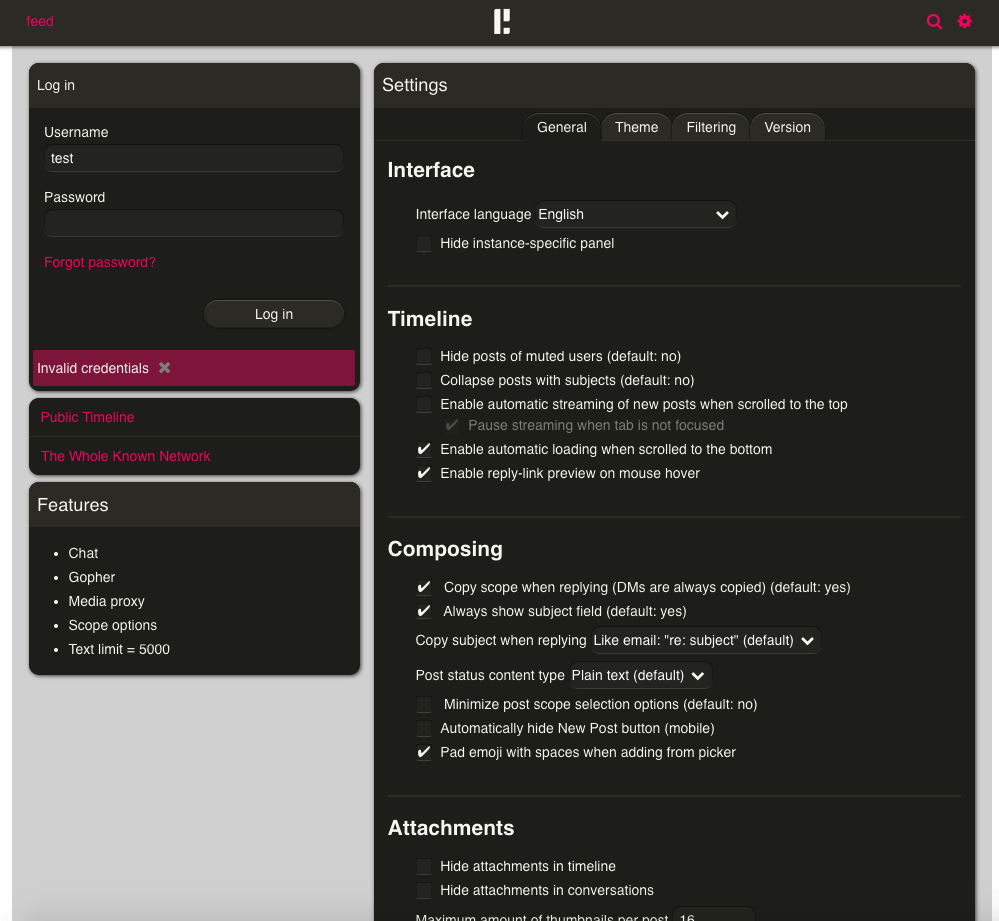 feed
Log in
Username
test
Password
Forgot password?
Log in
Invalid credentials
Public Timeline
The Whole Known Network
Features
Chat
Gopher
Media proxy
Scope options
Text limit = 5000
Settings
General Theme Filtering Version
Interface
Interface language English
Hide instance-specific panel
Timeline
Hide posts of muted users (default: no)
Collapse posts with subjects (default: no)
Enable automatic streaming of new posts when scrolled to the top
Pause streaming when tab is not focused
Enable automatic loading when scrolled to the bottom
Enable reply-link preview on mouse hover
Composing
Copy scope when replying (DMs are always copied) (default: yes)
Always show subject field (default: yes)
Copy subject when replying Like email: "re: subject" (default)
Post status content type Plain text (default)
Minimize post scope selection options (default: no)
Automatically hide New Post button (mobile)
Pad emoji with spaces when adding from picker
Attachments
Hide attachments in timeline
Hide attachments in conversations
Maximum amount of thumbnails per post 16